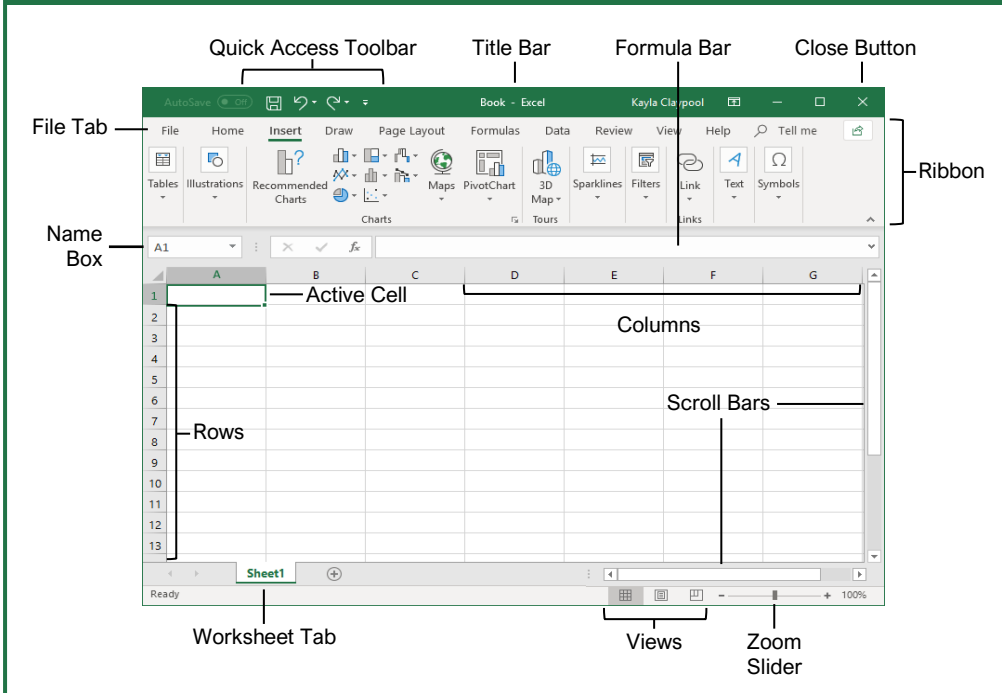 Quick Access Toolbar Title Bar Formula Bar Close Button
AutoSave Off Book - Excel Kayla Claypool
File Tab File Home Insert Draw Page Layout Formulas Data Review View Help Tell me
Ribbon
Tables Illustrations Recommended Charts Maps PivotChart 3D Map Sparklines Filters Link Text Symbols
Charts Tours Links
Name Box
A1 fx
A B C D E F G
1 Active Cell
2 Columns
3
4
5
6 Scroll Bars
7
Rows
8
9
10
11
12
13
Sheet1
Ready 100%
Worksheet Tab Views Zoom Slider